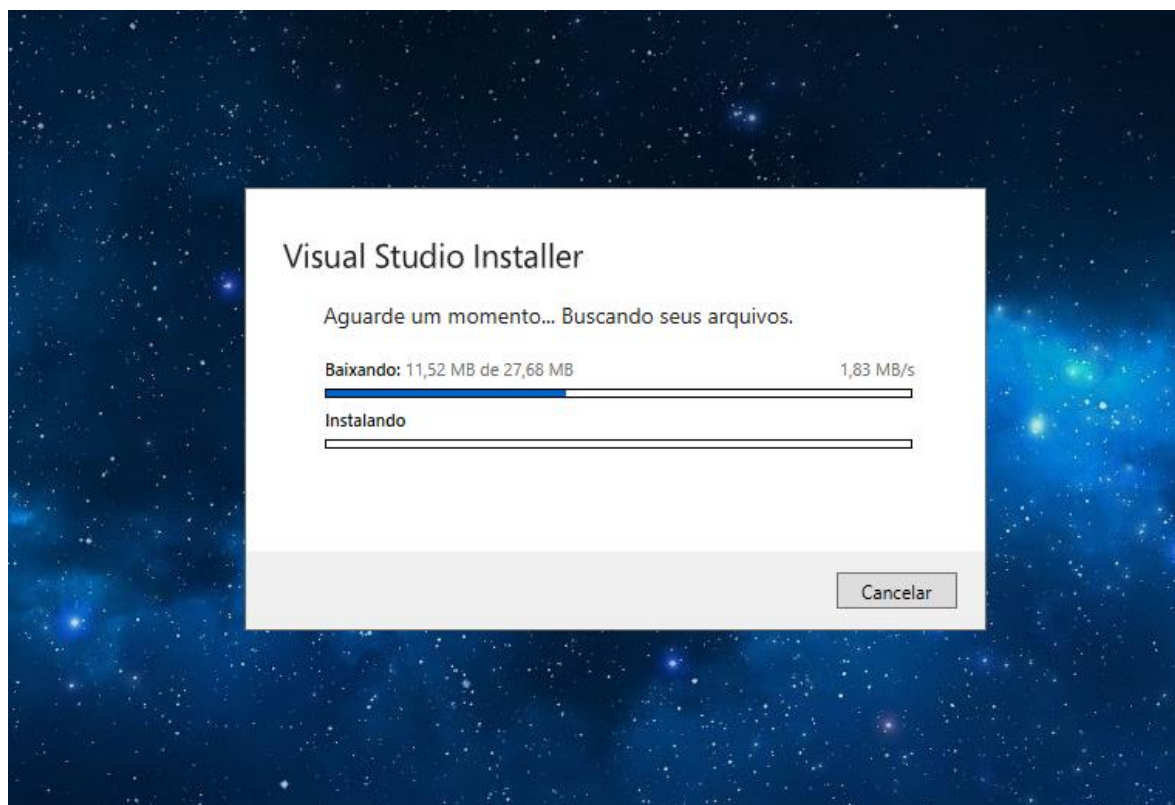 Visual Studio Installer
Aguarde um momento... Buscando seus arquivos.
Baixando: 11,52 MB de 27,68 MB 1,83 MB/s
Instalando
Cancelar